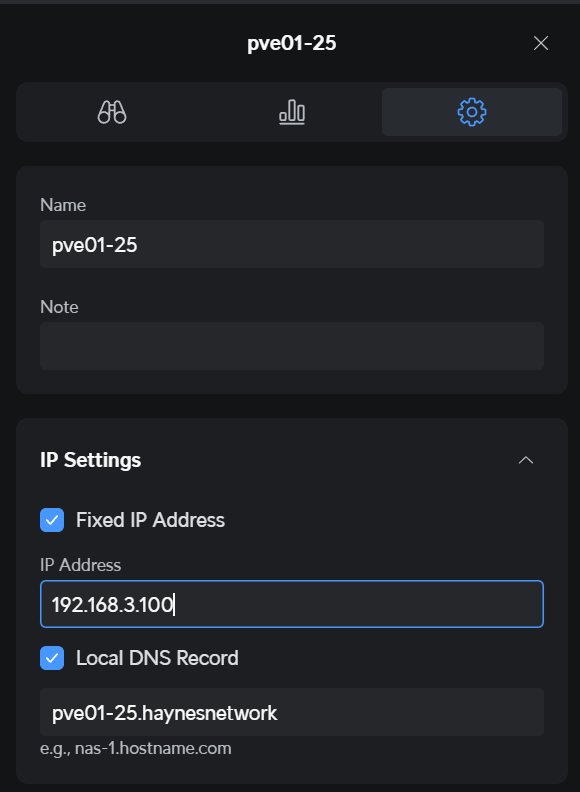 pve01-25
Name
pve01-25
Note
IP Settings
Fixed IP Address
IP Address
192.168.3.100
Local DNS Record
pve01-25.haynesnetwork
e.g., nas-1.hostname.com